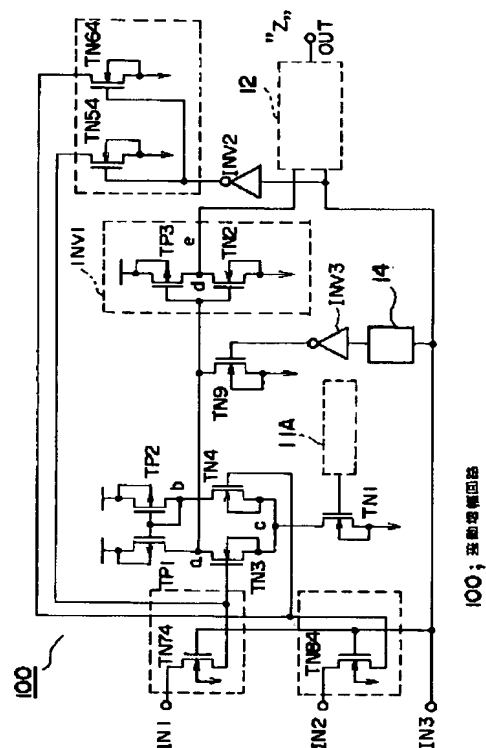 100
IN1
TN74
TP1
TP2
a
b
TN3
TN4
c
TN1
11A
TN9
INV1
TP3
d
e
TN2
INV3
14
TN54
TN64
INV2
12
"Z"
OUT
IN2
TN84
IN3
100；差動増幅回路